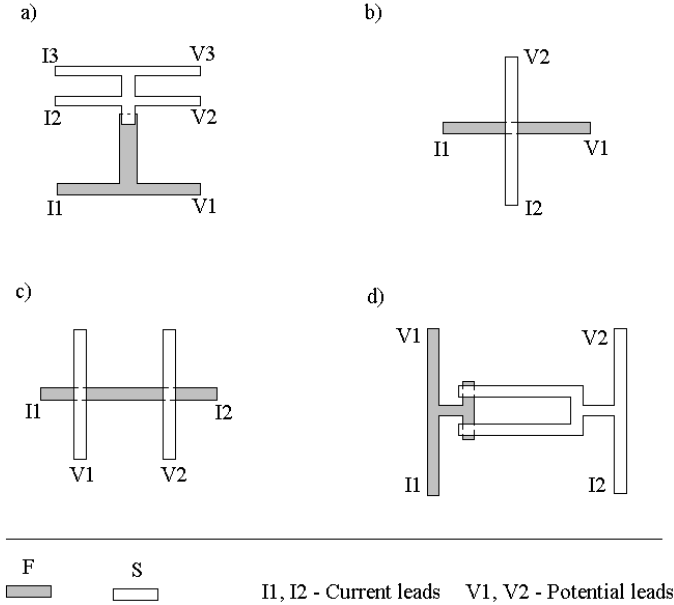 a)
I3 V3
I2 V2
I1 V1
b)
V2
I1 V1
I2
c)
I1 I2
V1 V2
d)
V1 V2
I1 I2
F S
I1, I2 - Current leads V1, V2 - Potential leads